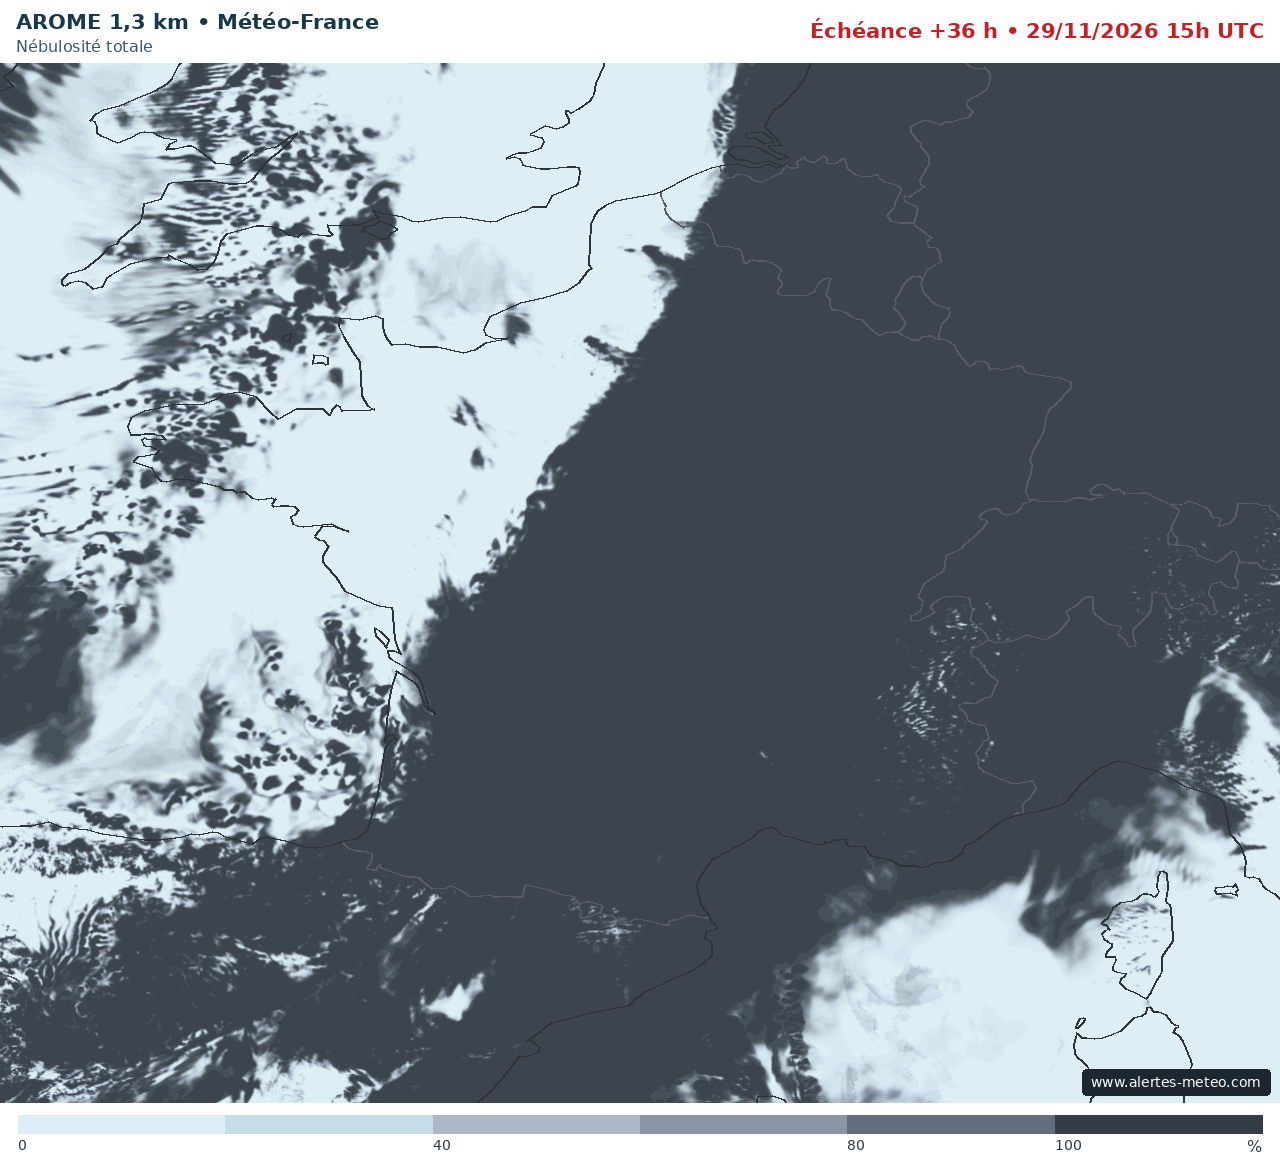 AROME 1,3 km • Météo-France
Nébulosité totale
Échéance +36 h • 29/11/2026 15h UTC
www.alertes-meteo.com
0 40 80 100 %